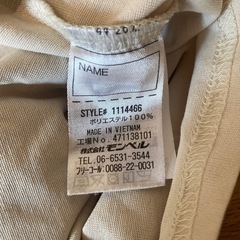 NAME
STYLE# 1114466
ポリエステル100%
MADE IN VIETNAM
工場No. 471138101
株式会社 モンベル
TEL.06-6531-3544
フリーコール 0088-22-0031